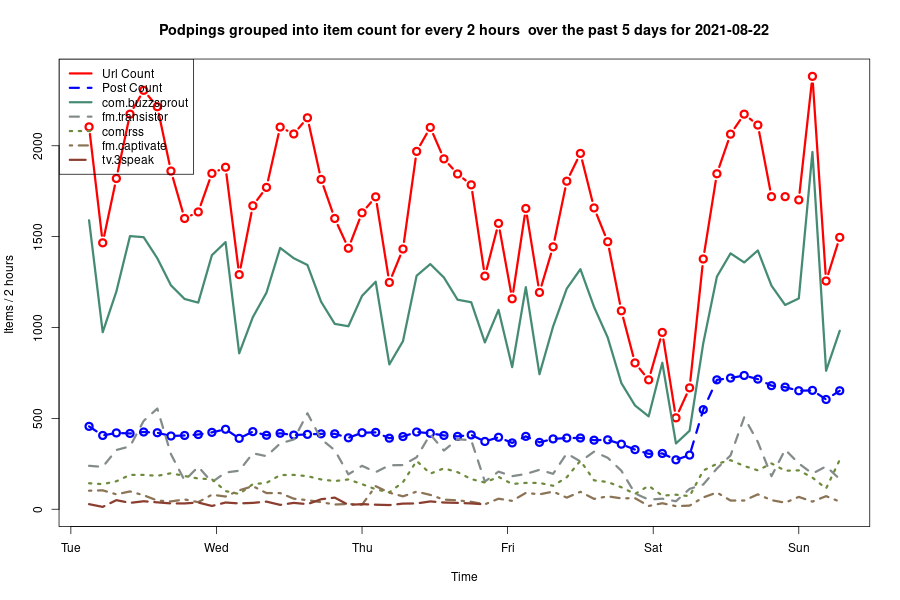 Podpings grouped into item count for every 2 hours  over the past 5 days for 2021-08-22
Url Count
Post Count
com.buzzsprout
fm.transistor
com.rss
fm.captivate
tv.3speak
Items / 2 hours
2000
1500
1000
500
0
Tue Wed Thu Fri Sat Sun
Time